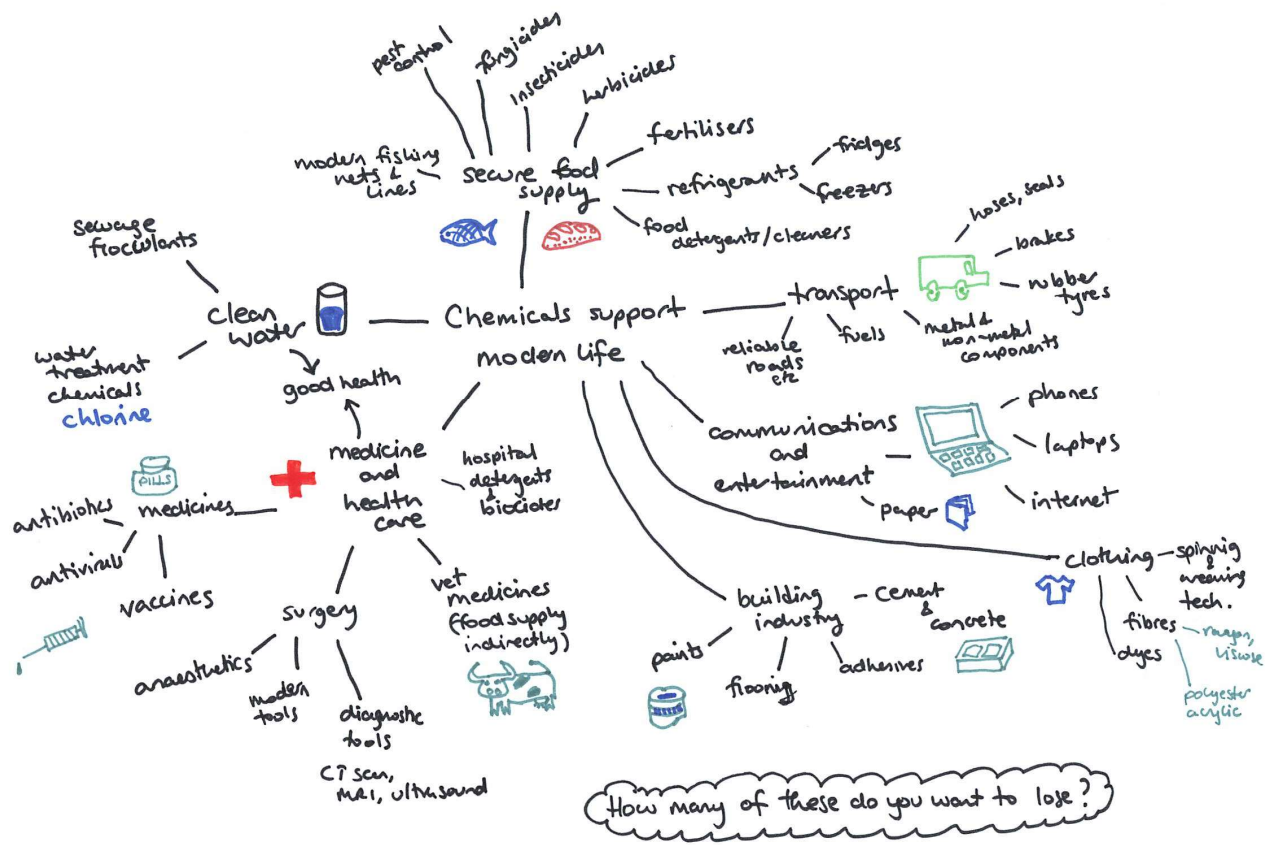 pest
control
fungicides
insecticides
herbicides
fertilisers
modern fishing
nets &
lines
secure food
supply
refrigerants
fridges
freezers
food
detergents/cleaners
sewage
flocculants
clean
water
water
treatment
chemicals
chlorine
good health
Chemicals support
modern life
transport
hoses, seals
brakes
rubber
tyres
metal &
non-metal
components
fuels
reliable
roads
etc
communications
and
entertainment
phones
laptops
internet
paper
medicine
and
health
care
hospital
detergents
&
biocides
PILLS
medicines
antibiotics
antivirals
vaccines
surgery
anaesthetics
modern
tools
diagnostic
tools
CT scan,
MRI, ultrasound
vet
medicines
(food supply
indirectly)
building
industry
cement
&
concrete
paints
flooring
adhesives
clothing
spinning
&
weaving
tech.
fibres
dyes
rayon,
viscose
polyester
acrylic
How many of these do you want to lose?